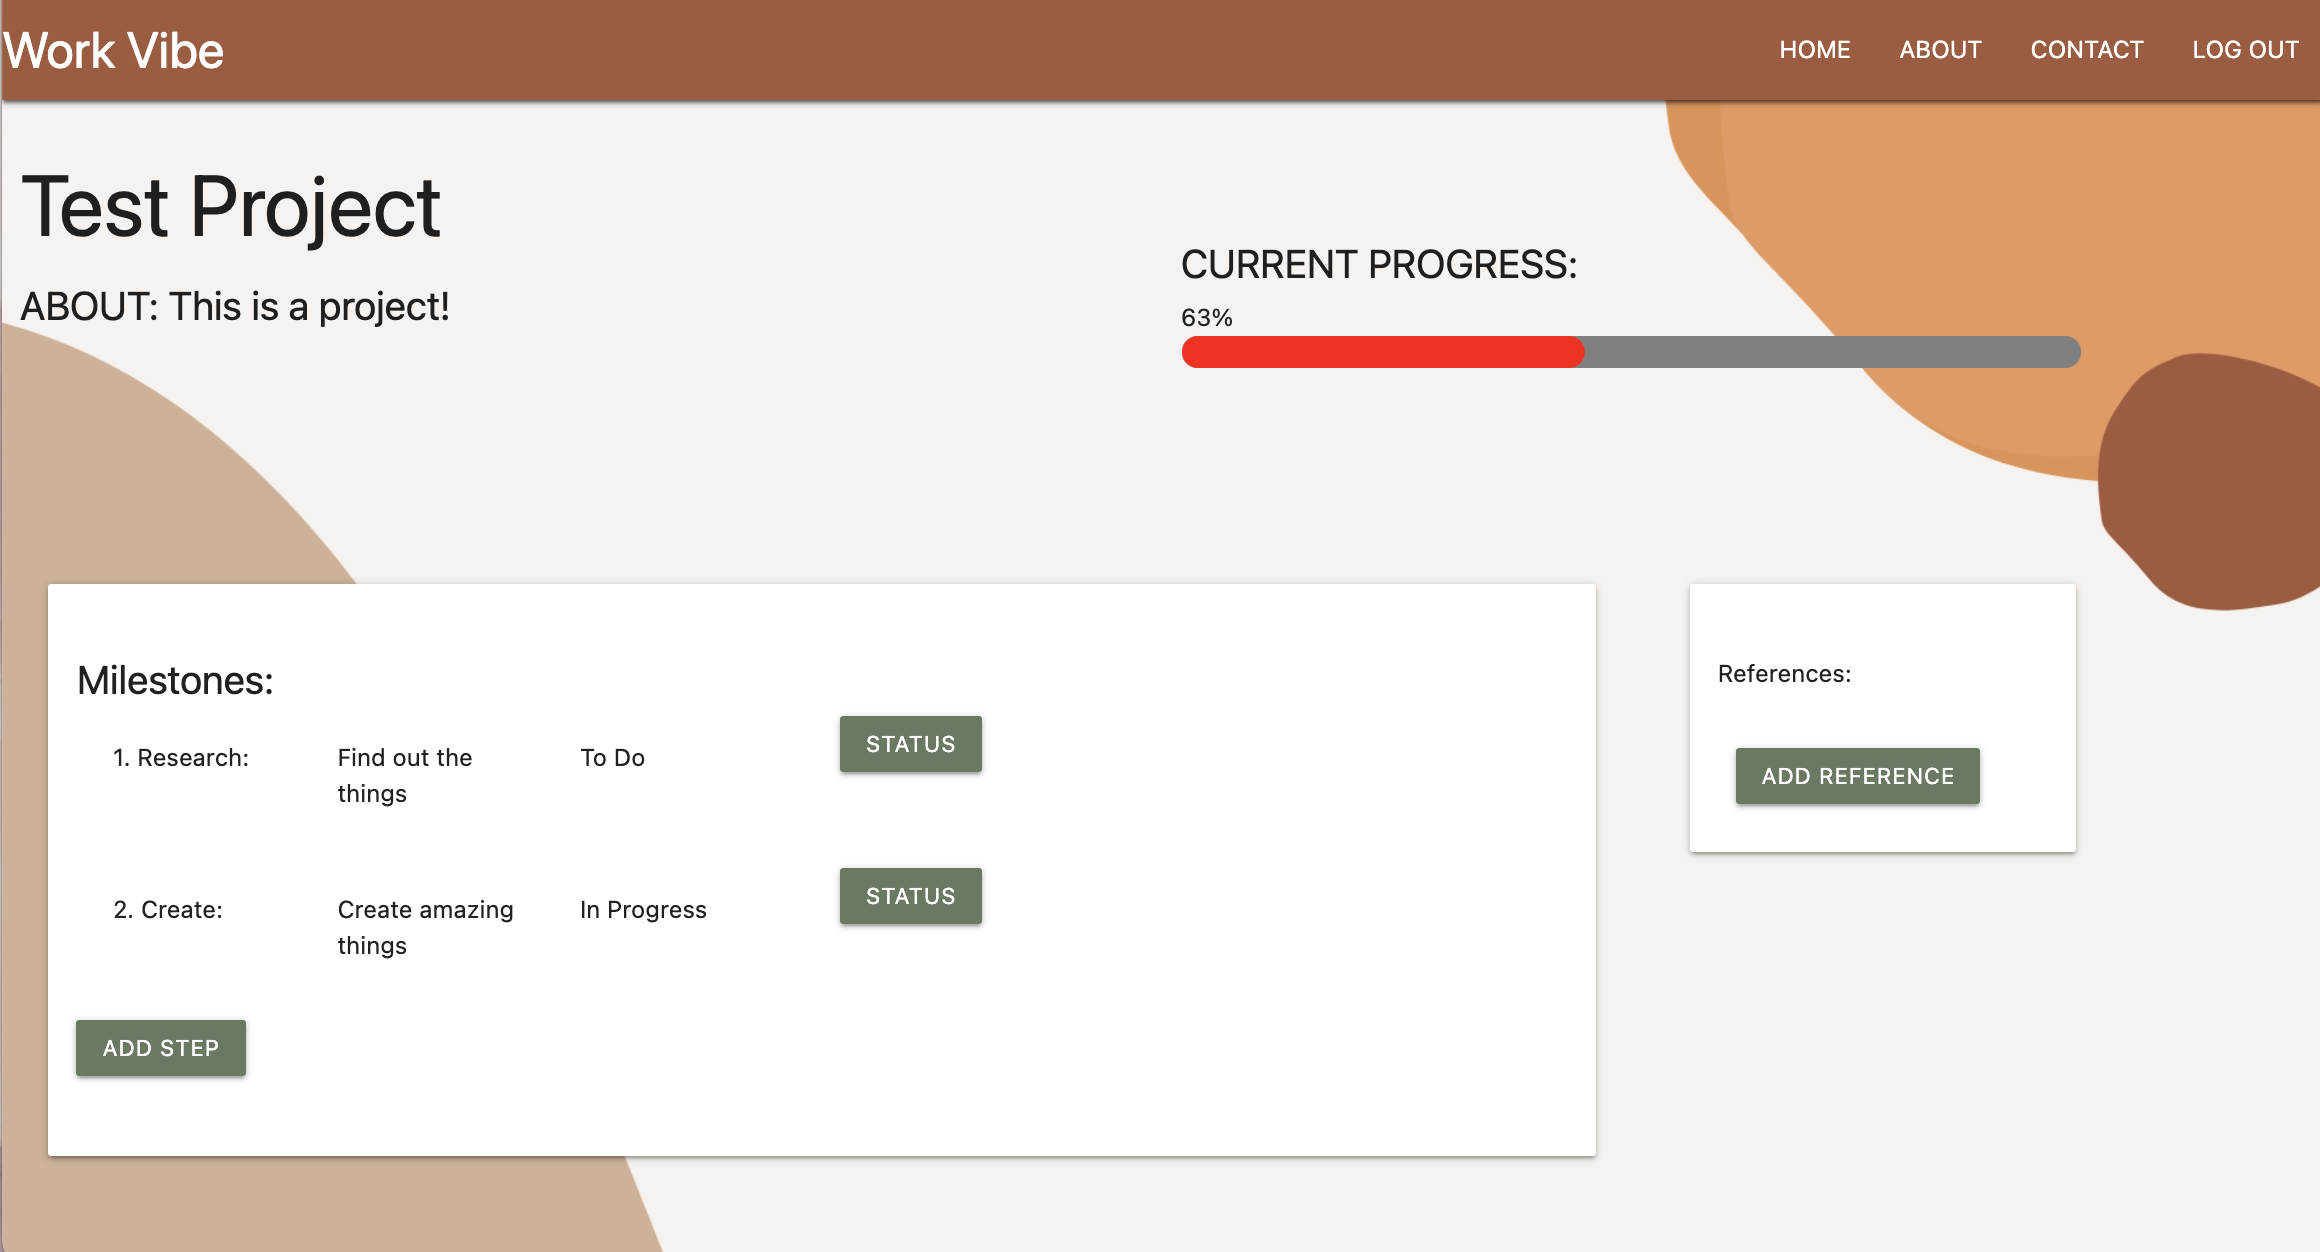 Work Vibe
HOME ABOUT CONTACT LOG OUT
Test Project
ABOUT: This is a project!
CURRENT PROGRESS:
63%
Milestones:
1. Research: Find out the To Do STATUS
things
2. Create: Create amazing In Progress STATUS
things
ADD STEP
References:
ADD REFERENCE